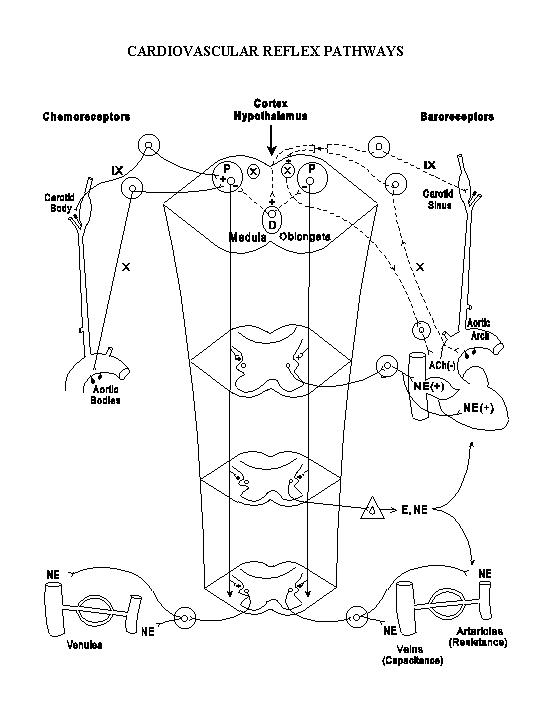 CARDIOVASCULAR REFLEX PATHWAYS
Cortex
Hypothalamus
Chemoreceptors
Baroreceptors
IX
P
X
+
X
P
IX
+
-
-
Carotid
Body
Carotid
Sinus
+
D
Medulla Oblongata
X
X
Aortic
Arch
ACh(-)
NE(+)
NE(+)
Aortic
Bodies
E, NE
NE
NE
NE
NE
Venules
Veins
(Capacitance)
Arterioles
(Resistance)